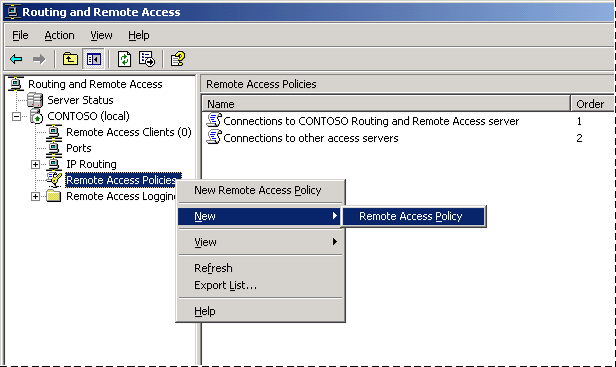 Routing and Remote Access
File Action View Help
Routing and Remote Access
Server Status
CONTOSO (local)
Remote Access Clients (0)
Ports
IP Routing
Remote Access Policies
Remote Access Loggin
Remote Access Policies
Name Order
Connections to CONTOSO Routing and Remote Access server 1
Connections to other access servers 2
New Remote Access Policy
New
View
Refresh
Export List...
Help
Remote Access Policy